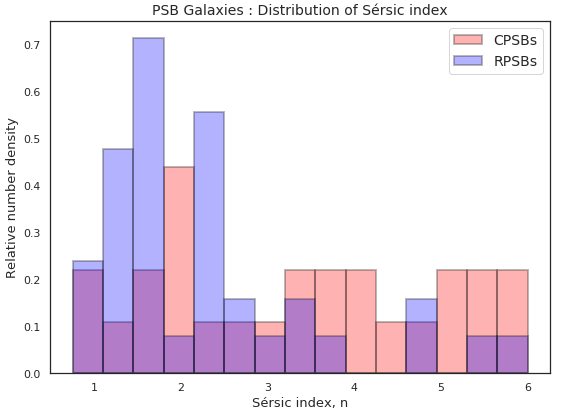 PSB Galaxies : Distribution of Sérsic index
CPSBs
RPSBs
Relative number density
0.7
0.6
0.5
0.4
0.3
0.2
0.1
0.0
1 2 3 4 5 6
Sérsic index, n